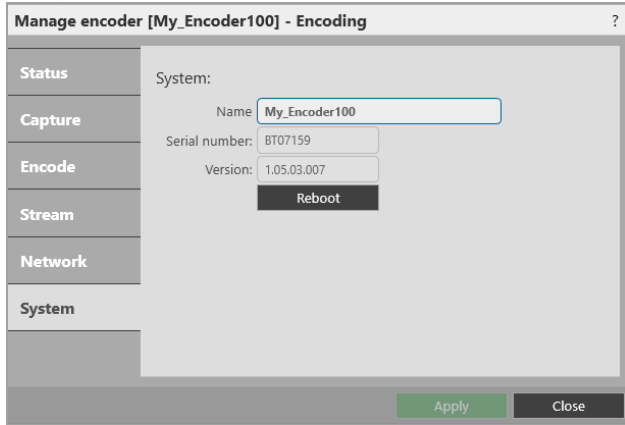 Manage encoder [My_Encoder100] - Encoding ?
Status
Capture
Encode
Stream
Network
System
System:
Name My_Encoder100
Serial number: BT07159
Version: 1.05.03.007
Reboot
Apply Close